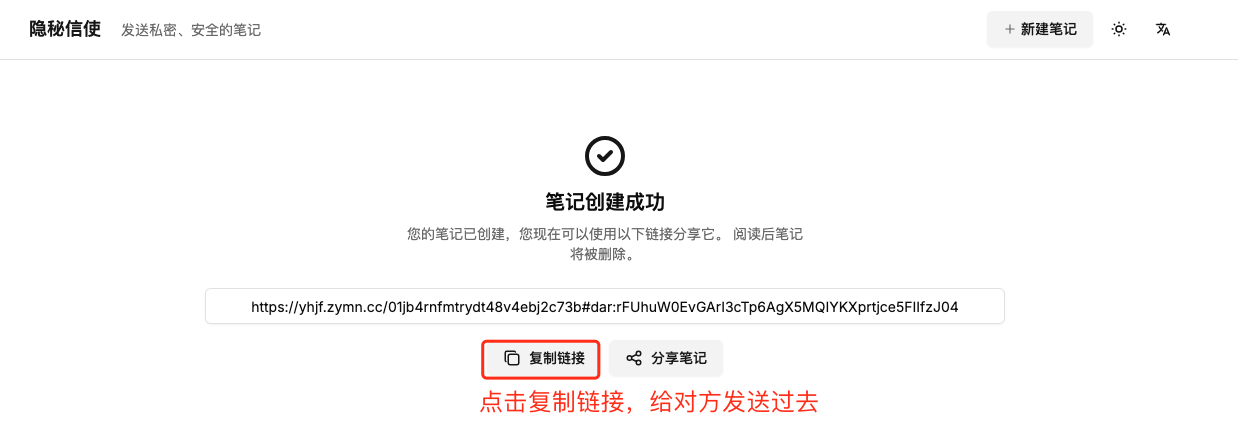 隐秘信使 发送私密、安全的笔记 + 新建笔记
笔记创建成功
您的笔记已创建，您现在可以使用以下链接分享它。 阅读后笔记
将被删除。
https://yhjf.zymn.cc/01jb4rnfmtrydt48v4ebj2c73b#dar:rFUhuW0EvGArI3cTp6AgX5MQIYKXprtjce5FIlfzJ04
复制链接 分享笔记
点击复制链接，给对方发送过去